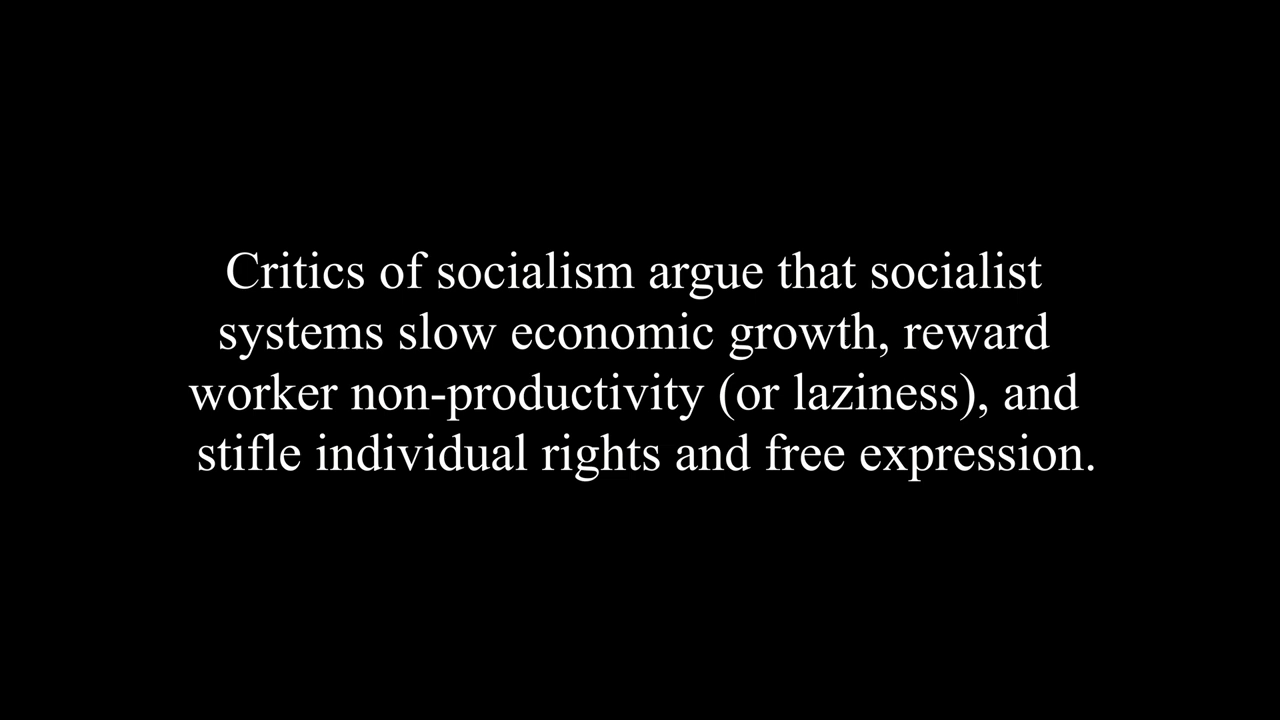 Critics of socialism argue that socialist
systems slow economic growth, reward
worker non-productivity (or laziness), and
stifle individual rights and free expression.